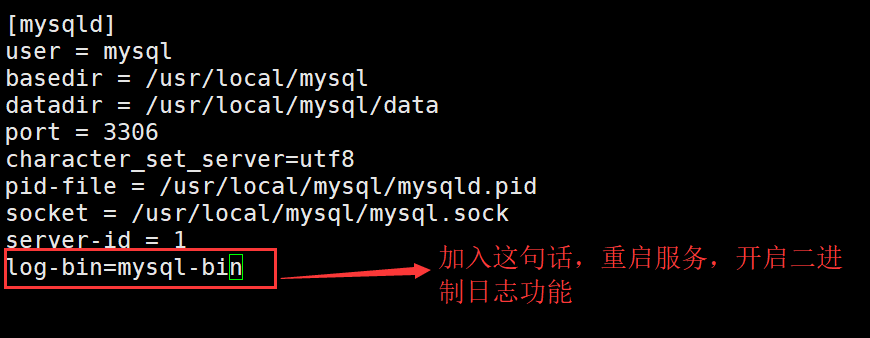 [mysqld]
user = mysql
basedir = /usr/local/mysql
datadir = /usr/local/mysql/data
port = 3306
character_set_server=utf8
pid-file = /usr/local/mysql/mysqld.pid
socket = /usr/local/mysql/mysql.sock
server-id = 1
log-bin=mysql-bin
加入这句话，重启服务，开启二进
制日志功能